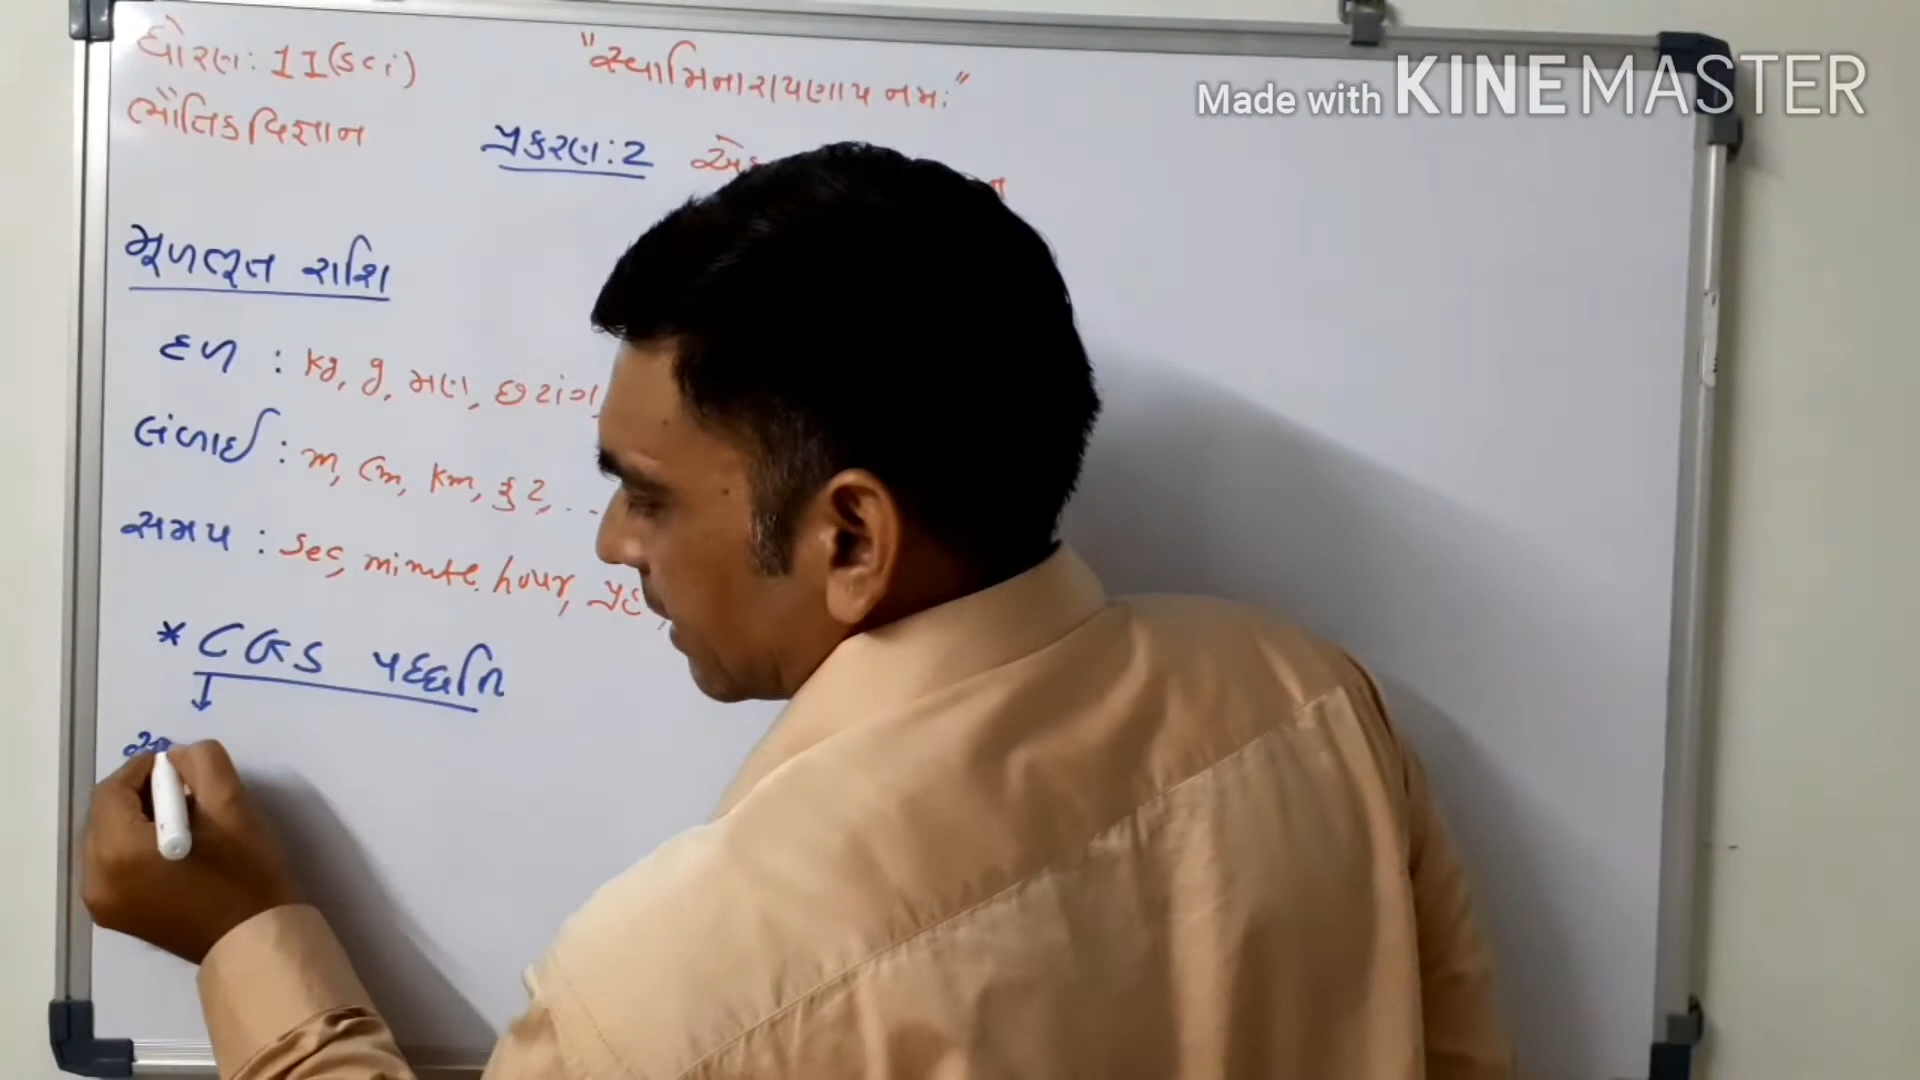 ધોરણ: 11(Sci)
"સ્વામિનારાયણાય નમઃ"
Made with KINEMASTER
ભૌતિકવિજ્ઞાન
પ્રકરણ: 2
મૂળભૂત રાશિ
દળ : kg, g, મણ, છટાંગ,
લંબાઈ : m, cm, km, ફુટ, ...
સમય : sec, minute, hour,
* CGS પદ્ધતિ